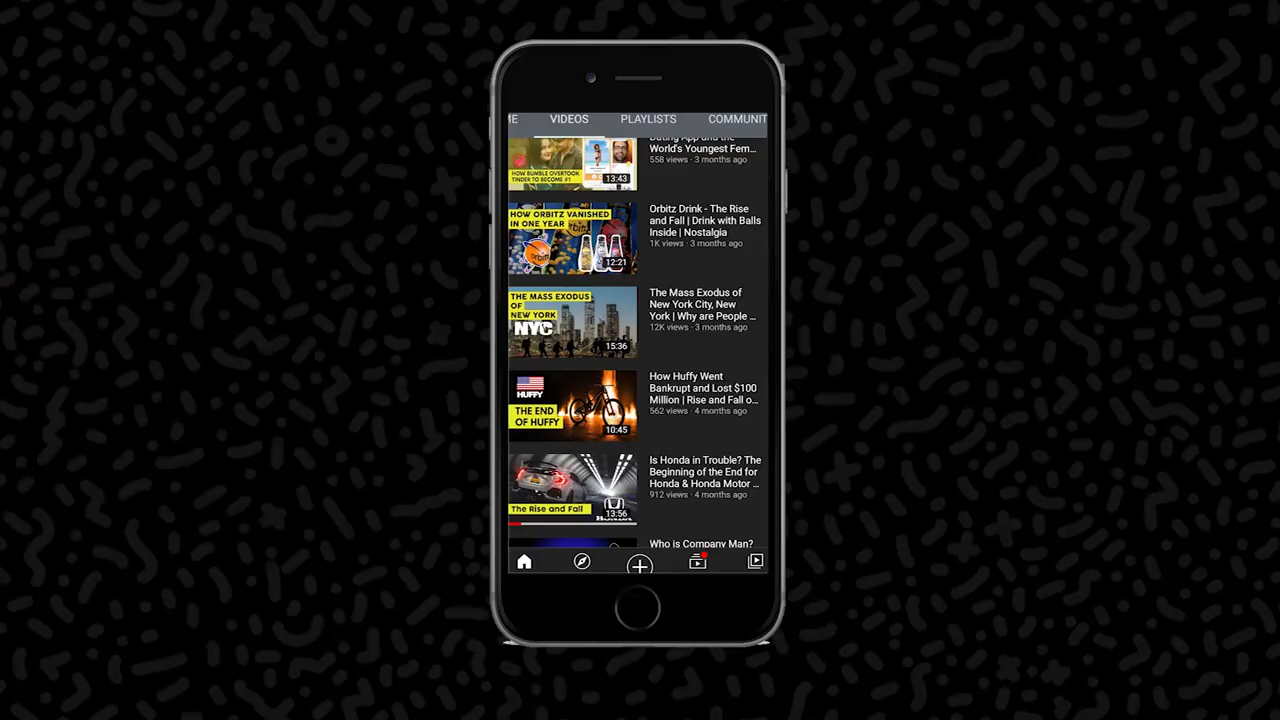 ME
VIDEOS
PLAYLISTS
COMMUNIT
Dating App and the
World's Youngest Fem...
558 views · 3 months ago
HOW BUMBLE OVERTOOK
TINDER TO BECOME #1
13:43
HOW ORBITZ VANISHED
IN ONE YEAR
12:21
Orbitz Drink - The Rise
and Fall | Drink with Balls
Inside | Nostalgia
1K views · 3 months ago
THE MASS EXODUS
OF
NEW YORK
NYC
15:36
The Mass Exodus of
New York City, New
York | Why are People ...
12K views · 3 months ago
HUFFY
THE END
OF HUFFY
10:45
How Huffy Went
Bankrupt and Lost $100
Million | Rise and Fall o...
562 views · 4 months ago
The Rise and Fall
HONDA
13:56
Is Honda in Trouble? The
Beginning of the End for
Honda & Honda Motor ...
912 views · 4 months ago
Who is Company Man?